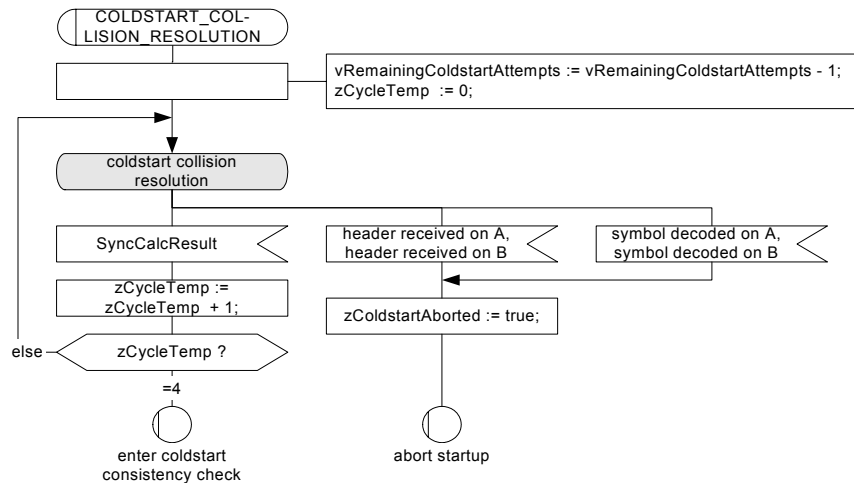 COLDSTART_COL-
LISION_RESOLUTION
vRemainingColdstartAttempts := vRemainingColdstartAttempts - 1;
zCycleTemp := 0;
coldstart collision
resolution
SyncCalcResult
header received on A,
header received on B
symbol decoded on A,
symbol decoded on B
zCycleTemp :=
zCycleTemp + 1;
zColdstartAborted := true;
else
zCycleTemp ?
=4
enter coldstart
consistency check
abort startup